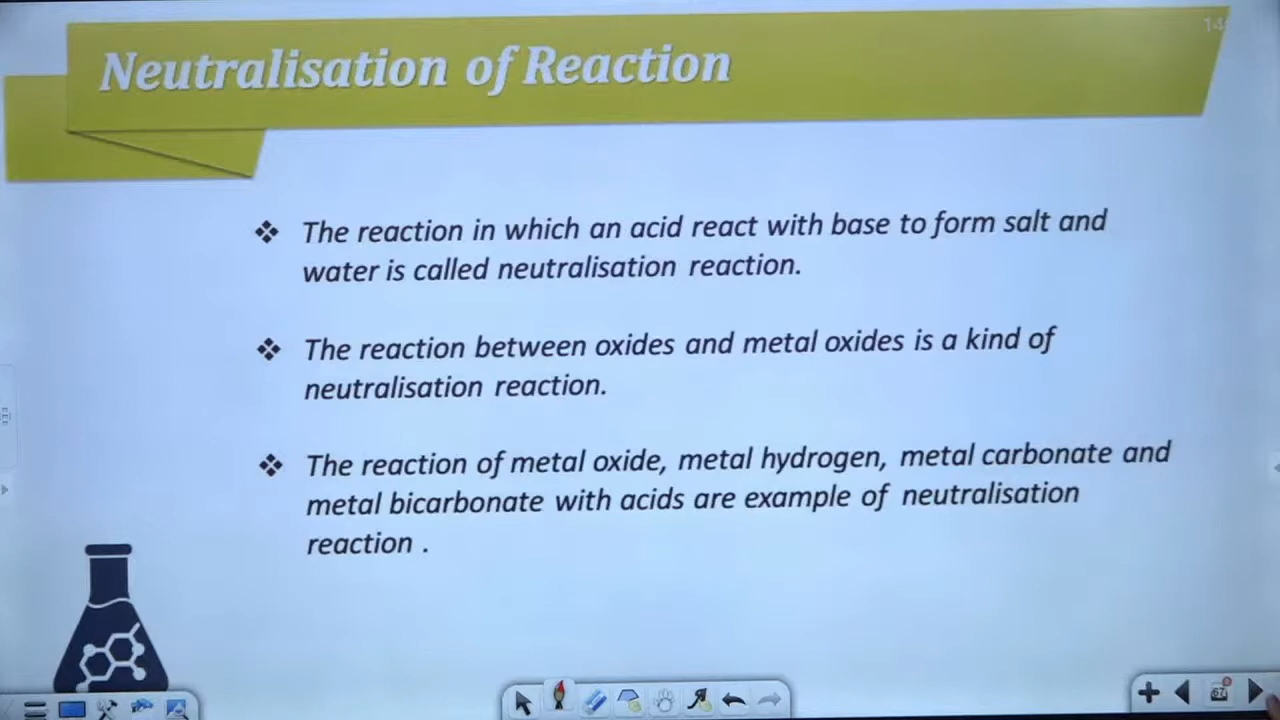 14
Neutralisation of Reaction
❖ The reaction in which an acid react with base to form salt and
water is called neutralisation reaction.
❖ The reaction between oxides and metal oxides is a kind of
neutralisation reaction.
❖ The reaction of metal oxide, metal hydrogen, metal carbonate and
metal bicarbonate with acids are example of neutralisation
reaction .
67